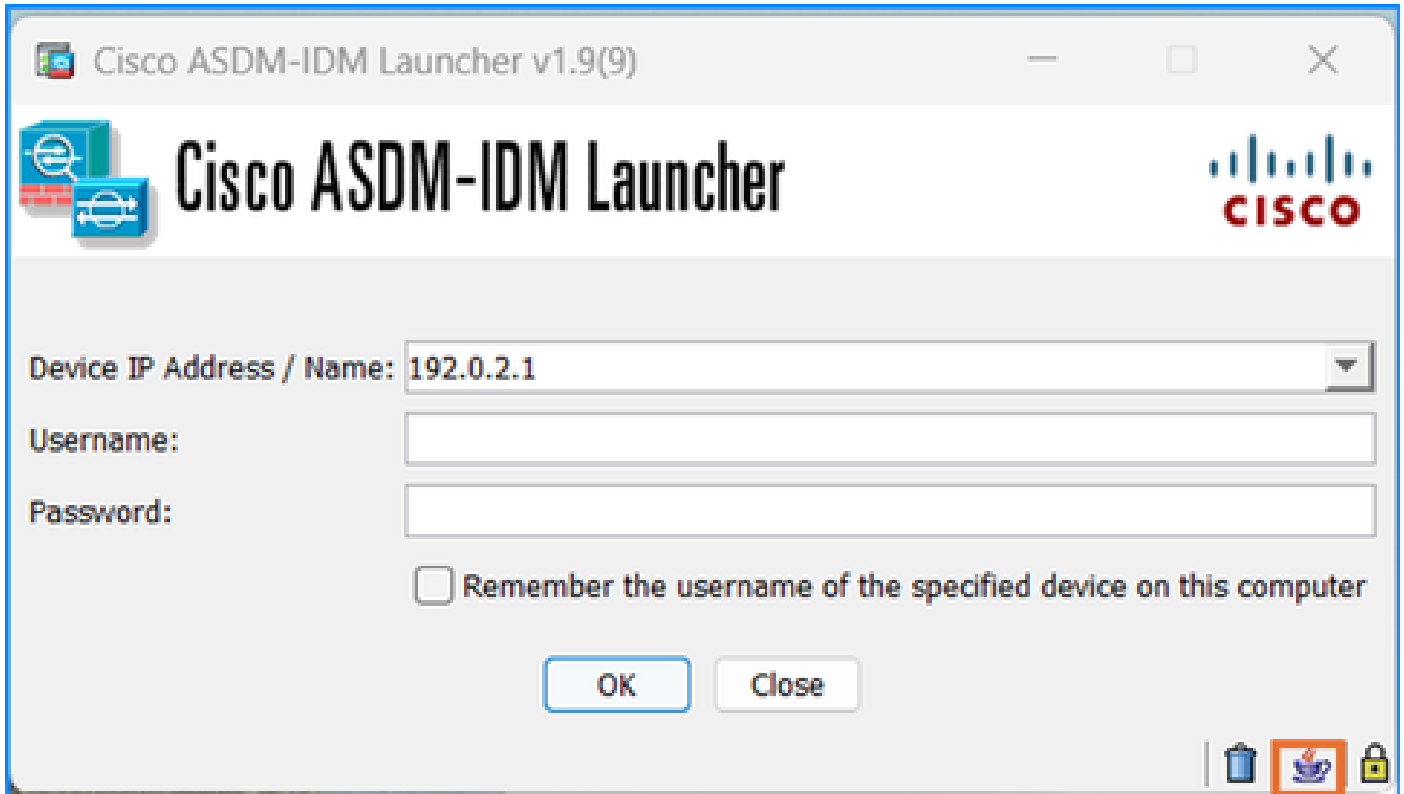 Cisco ASDM-IDM Launcher v1.9(9)
Cisco ASDM-IDM Launcher
CISCO
Device IP Address / Name: 192.0.2.1
Username:
Password:
Remember the username of the specified device on this computer
OK Close